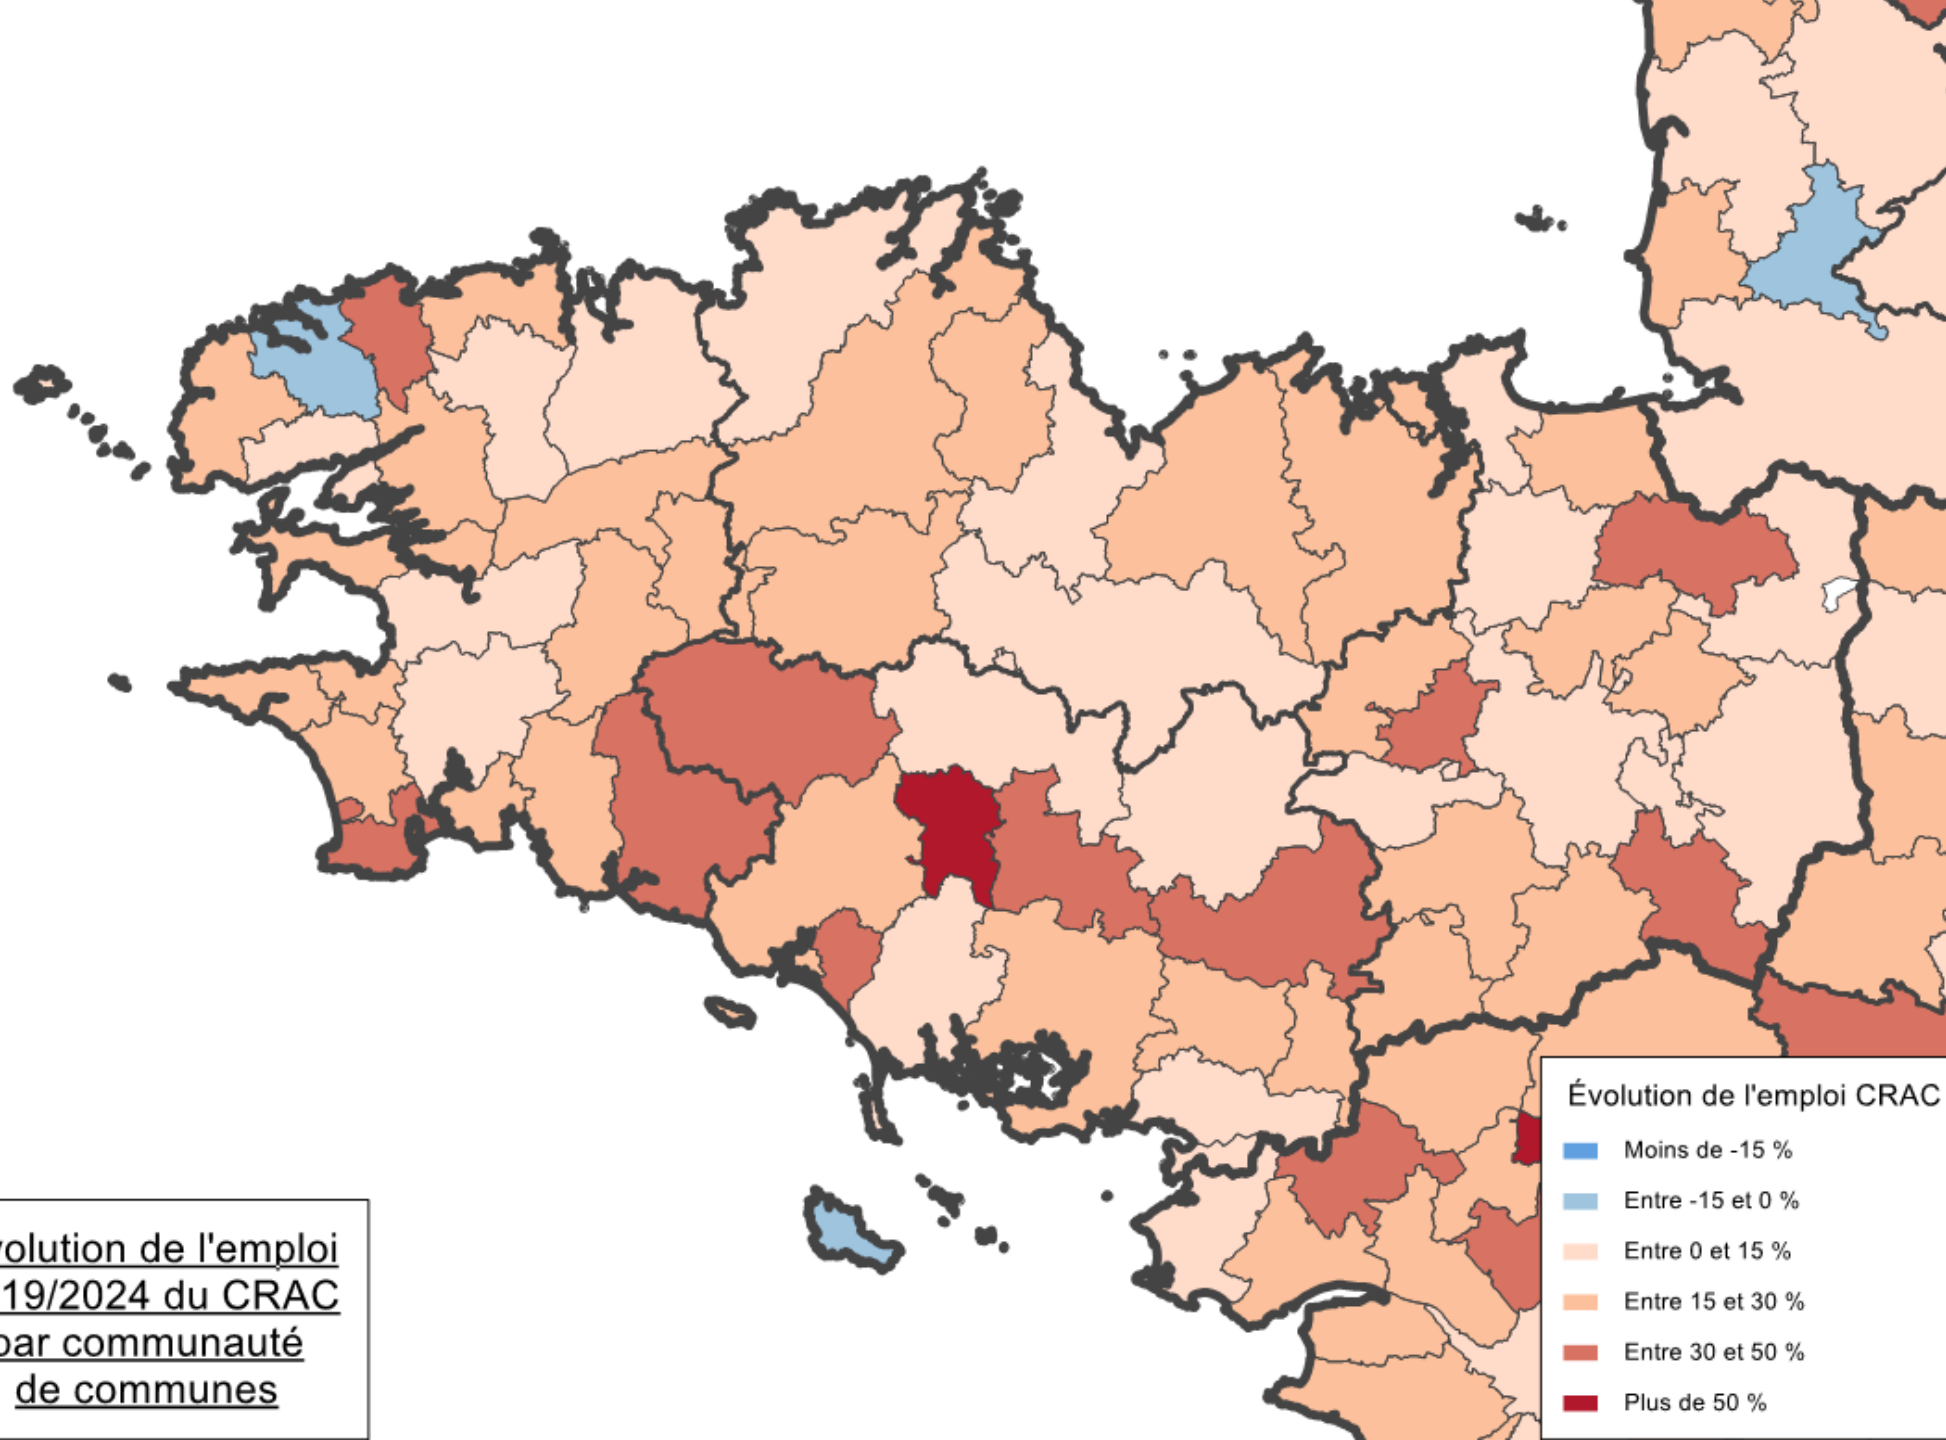 volution de l'emploi
19/2024 du CRAC
par communauté
de communes
Évolution de l'emploi CRAC
Moins de -15 %
Entre -15 et 0 %
Entre 0 et 15 %
Entre 15 et 30 %
Entre 30 et 50 %
Plus de 50 %